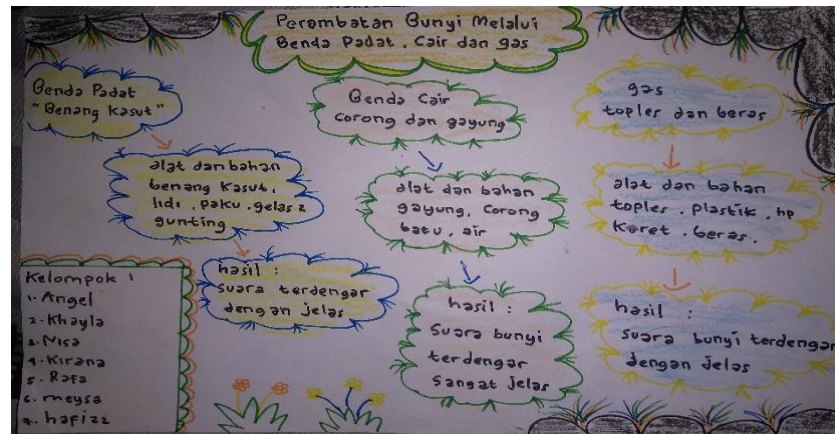 Perambatan Bunyi Melalui
Benda Padat, Cair dan gas
Benda Padat
"Benang Kasut"
alat dan bahan
benang Kasut,
lidi, paku, gelas 2
gunting
hasil :
suara terdengar
dengan jelas
Benda Cair
Corong dan gayung
alat dan bahan
gayung, Corong
batu, air
hasil :
Suara bunyi
terdengar
Sangat jelas
gas
toples dan beras
alat dan bahan
toples, plastik, hp
Karet, beras.
hasil :
suara bunyi terdengar
dengan jelas
Kelompok 1
1. Angel
2. Khayla
3. Nisa
4. Kirana
5. Rafa
6. meysa
7. hafizz